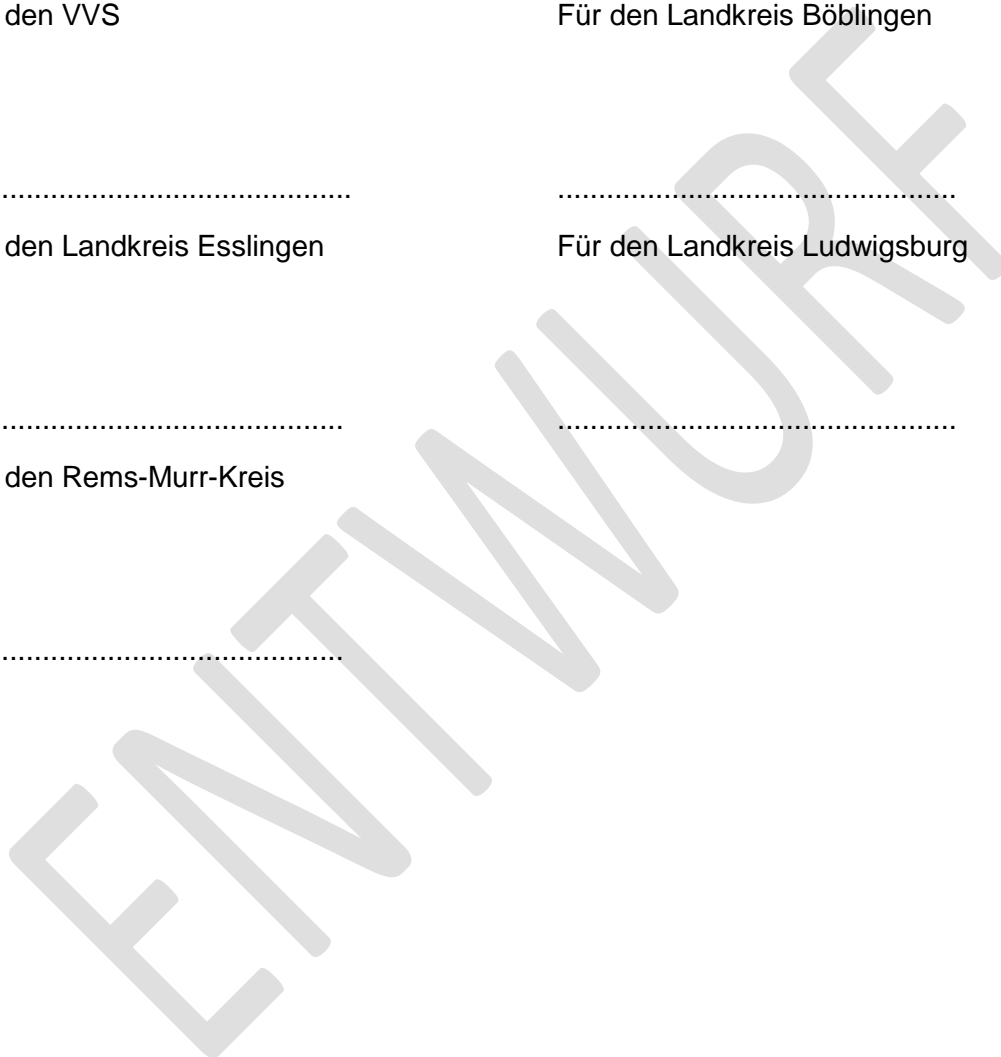 den VVS Für den Landkreis Böblingen
.......................................... ................................................
den Landkreis Esslingen Für den Landkreis Ludwigsburg
.......................................... ................................................
den Rems-Murr-Kreis
..........................................
ENTWURF